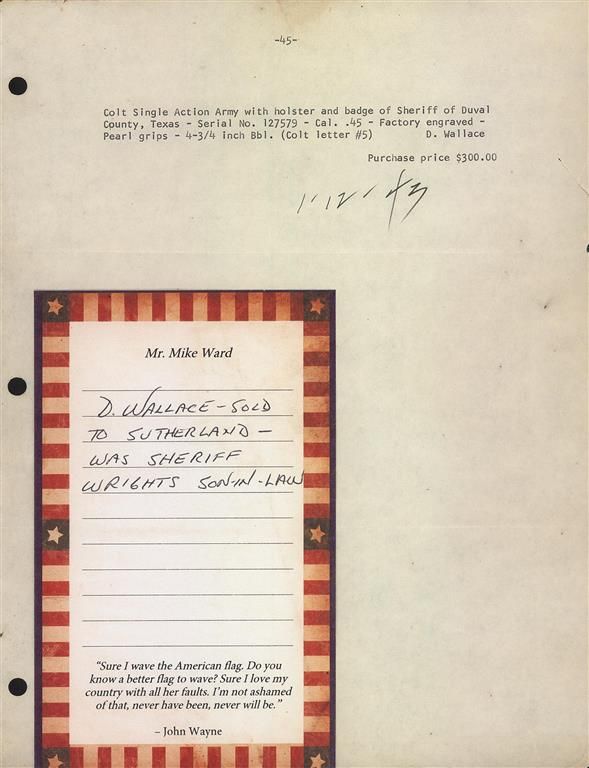 -45-
Colt Single Action Army with holster and badge of Sheriff of Duval
County, Texas - Serial No. 127579 - Cal. .45 - Factory engraved -
Pearl grips - 4-3/4 inch Bbl. (Colt letter #5) D. Wallace
Purchase price $300.00
1-12-43
Mr. Mike Ward
D. WALLACE - SOLD
TO SUTHERLAND -
WAS SHERIFF
WRIGHTS SON-IN-LAW
“Sure I wave the American flag. Do you
know a better flag to wave? Sure I love my
country with all her faults. I'm not ashamed
of that, never have been, never will be.”
– John Wayne